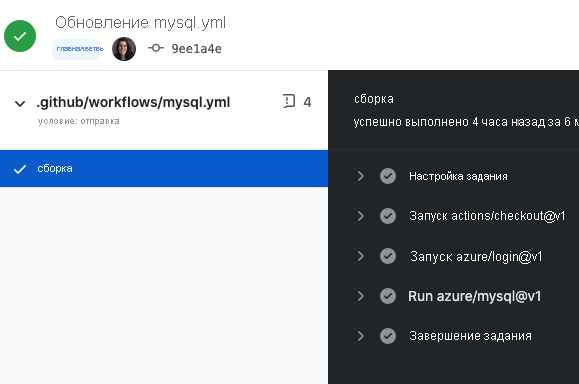 Обновление mysql.yml
главнаяветвь
9ee1a4e
.github/workflows/mysql.yml
4
условие: отправка
сборка
сборка
успешно выполнено 4 часа назад за 6 м
Настройка задания
Запуск actions/checkout@v1
Запуск azure/login@v1
Run azure/mysql@v1
Завершение задания